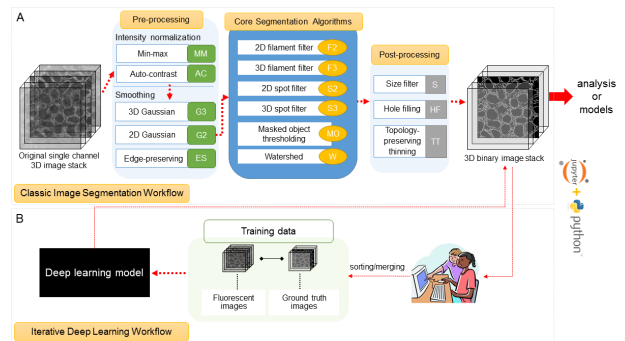 A
Pre-processing
Intensity normalization
Min-max MM
Auto-contrast AC
Smoothing
3D Gaussian G3
2D Gaussian G2
Edge-preserving ES
Original single channel
3D image stack
Core Segmentation Algorithms
2D filament filter F2
3D filament filter F3
2D spot filter S2
3D spot filter S3
Masked object
thresholding MO
Watershed W
Post-processing
Size filter S
Hole filling HF
Topology-
preserving
thinning TT
3D binary image stack
analysis
or
models
Classic Image Segmentation Workflow
jupyter
+
python
B
Training data
Deep learning model
Fluorescent
images
Ground truth
images
sorting/merging
Iterative Deep Learning Workflow